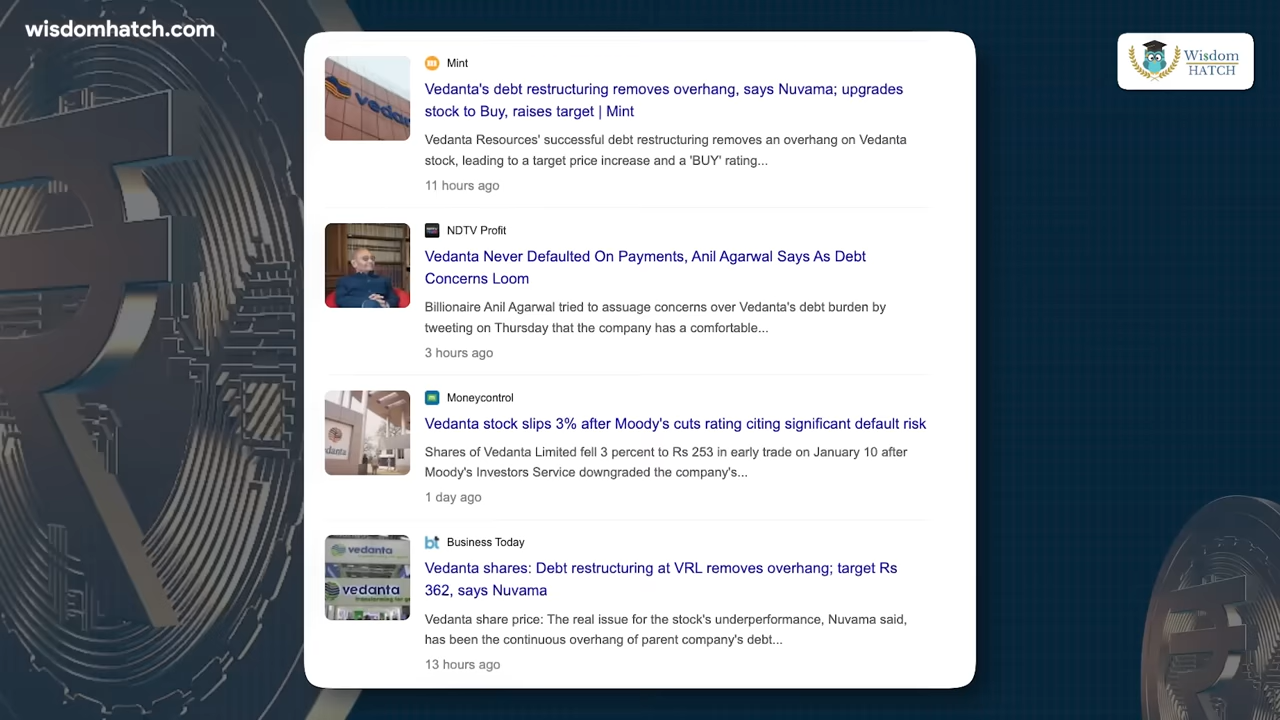 wisdomhatch.com
Wisdom
HATCH
Mint
Vedanta's debt restructuring removes overhang, says Nuvama; upgrades
stock to Buy, raises target | Mint
Vedanta Resources' successful debt restructuring removes an overhang on Vedanta
stock, leading to a target price increase and a 'BUY' rating...
11 hours ago
NDTV Profit
Vedanta Never Defaulted On Payments, Anil Agarwal Says As Debt
Concerns Loom
Billionaire Anil Agarwal tried to assuage concerns over Vedanta's debt burden by
tweeting on Thursday that the company has a comfortable...
3 hours ago
Moneycontrol
Vedanta stock slips 3% after Moody's cuts rating citing significant default risk
Shares of Vedanta Limited fell 3 percent to Rs 253 in early trade on January 10 after
Moody's Investors Service downgraded the company's...
1 day ago
vedanta
vedanta
Business Today
Vedanta shares: Debt restructuring at VRL removes overhang; target Rs
362, says Nuvama
Vedanta share price: The real issue for the stock's underperformance, Nuvama said,
has been the continuous overhang of parent company's debt...
13 hours ago